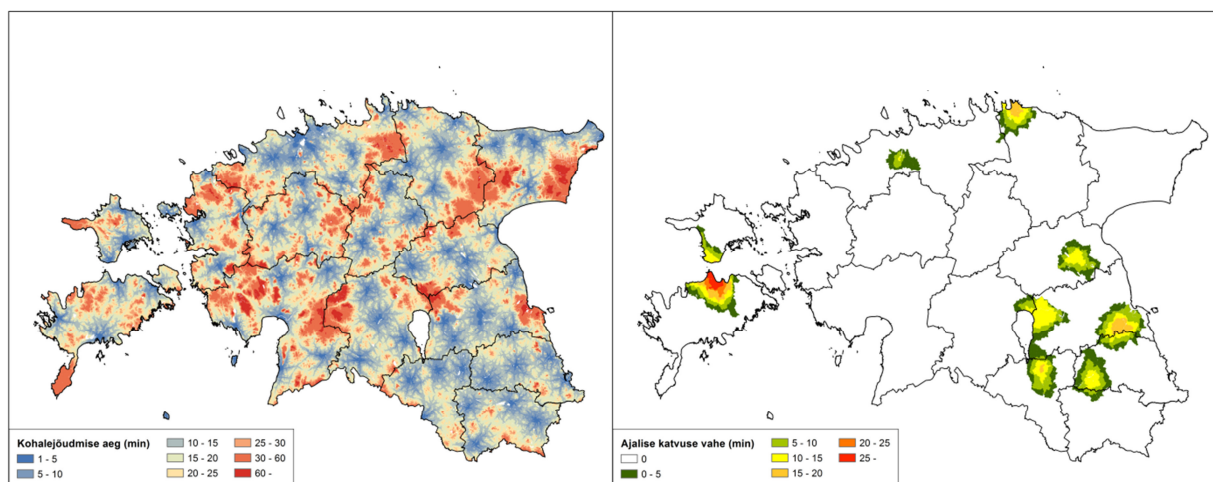 Kohalejõudmise aeg (min)
1 - 5
5 - 10
10 - 15
15 - 20
20 - 25
25 - 30
30 - 60
60 -
Ajalise katvuse vahe (min)
0
0 - 5
5 - 10
10 - 15
15 - 20
20 - 25
25 -